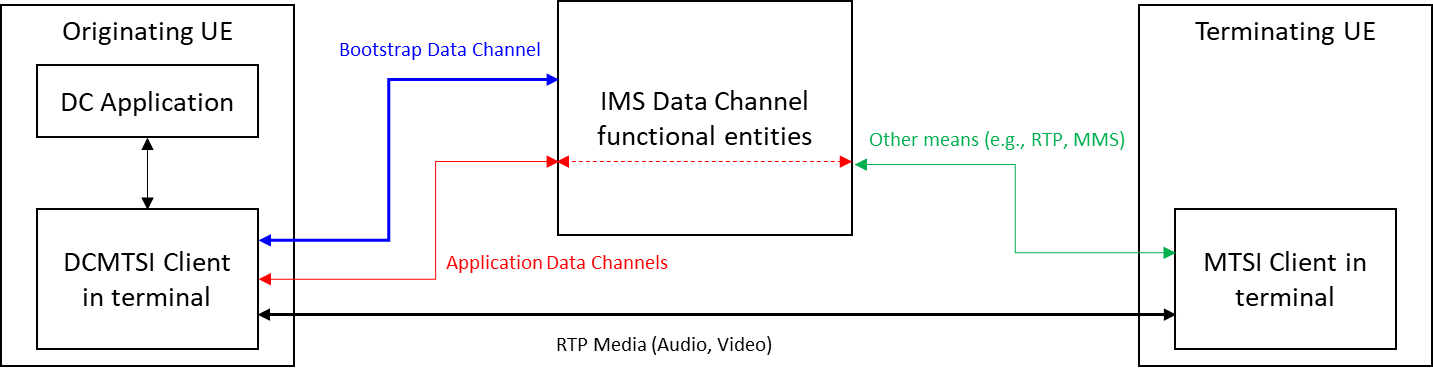 Originating UE
DC Application
DCMTSI Client
in terminal
Bootstrap Data Channel
Application Data Channels
IMS Data Channel
functional entities
Other means (e.g., RTP, MMS)
RTP Media (Audio, Video)
Terminating UE
MTSI Client in
terminal